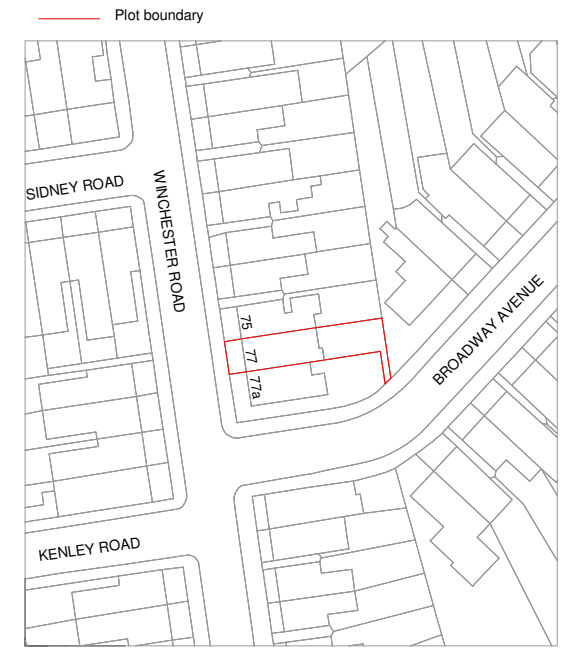 Plot boundary
SIDNEY ROAD
WINCHESTER ROAD
75
77
77a
BROADWAY AVENUE
KENLEY ROAD